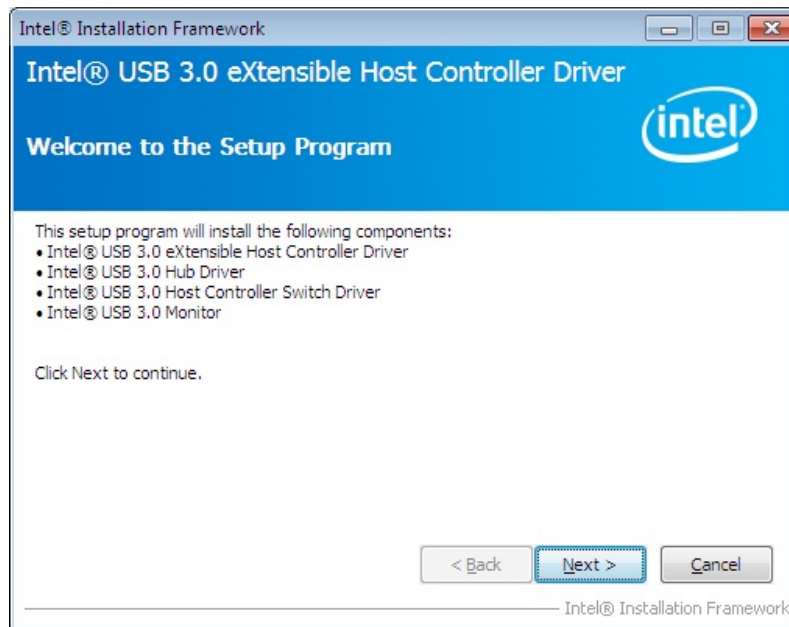 Intel® Installation Framework
Intel® USB 3.0 eXtensible Host Controller Driver
intel
Welcome to the Setup Program
This setup program will install the following components:
• Intel® USB 3.0 eXtensible Host Controller Driver
• Intel® USB 3.0 Hub Driver
• Intel® USB 3.0 Host Controller Switch Driver
• Intel® USB 3.0 Monitor
Click Next to continue.
< Back Next > Cancel
Intel® Installation Framework